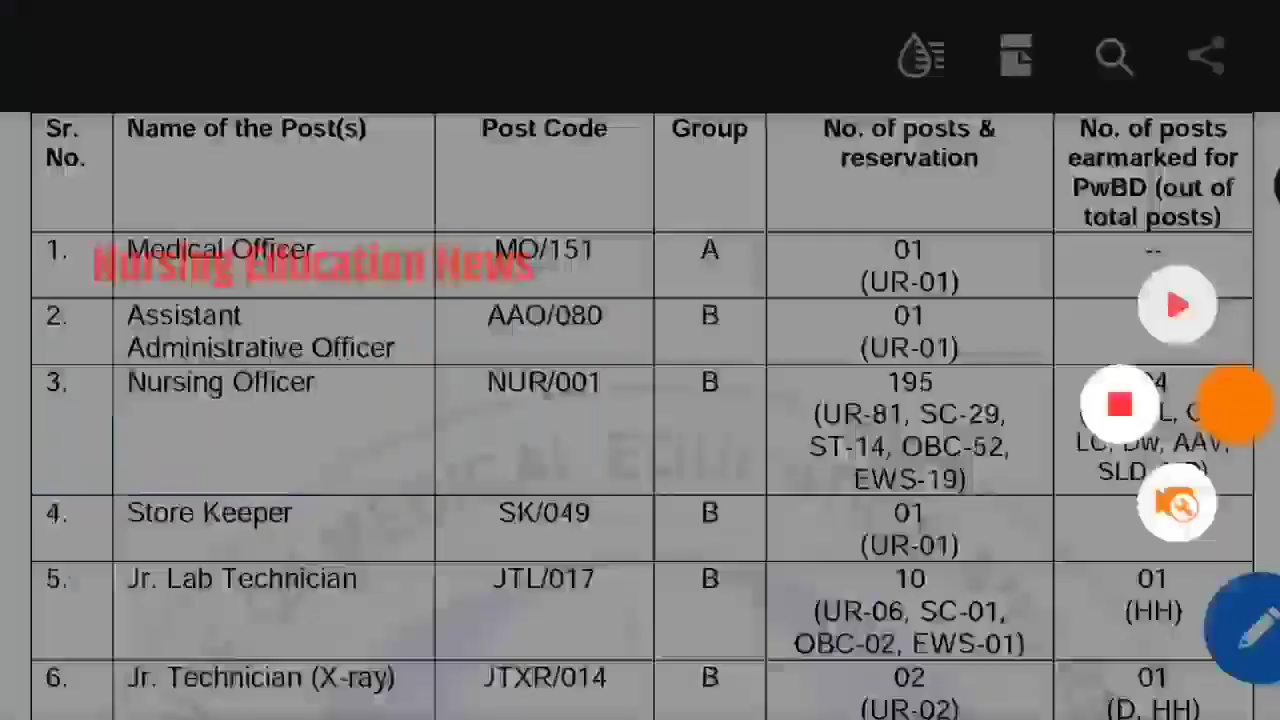 Sr. No.
Name of the Post(s)
Post Code
Group
No. of posts & reservation
No. of posts earmarked for PwBD (out of total posts)
1. Medical Officer MO/151 A 01 (UR-01) --
Nursing Education News
2. Assistant Administrative Officer AAO/080 B 01 (UR-01)
3. Nursing Officer NUR/001 B 195 (UR-81, SC-29, ST-14, OBC-52, EWS-19)
LC, Dw, AAV,
SLD
4. Store Keeper SK/049 B 01 (UR-01)
5. Jr. Lab Technician JTL/017 B 10 (UR-06, SC-01, OBC-02, EWS-01) 01 (HH)
6. Jr. Technician (X-ray) JTXR/014 B 02 (UR-02) 01 (D, HH)